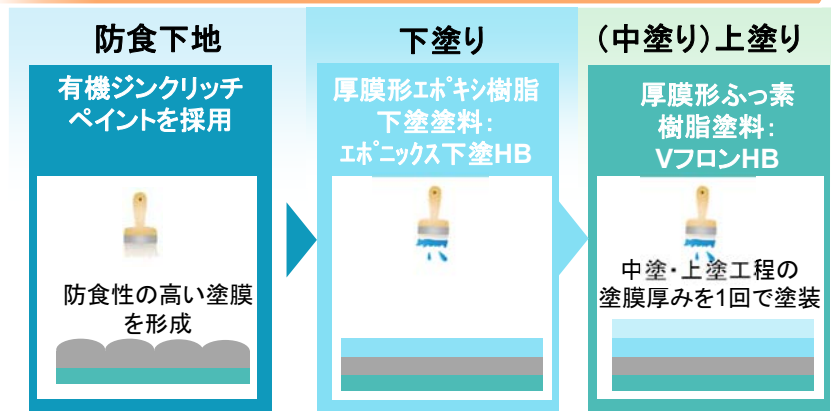 防食下地
有機ジンクリッチ
ペイントを採用
防食性の高い塗膜
を形成
下塗り
厚膜形ｴﾎﾟｷｼ樹脂
下塗塗料：
ｴﾎﾟﾆｯｸｽ下塗HB
（中塗り）上塗り
厚膜形ふっ素
樹脂塗料：
VフロンHB
中塗・上塗工程の
塗膜厚みを1回で塗装